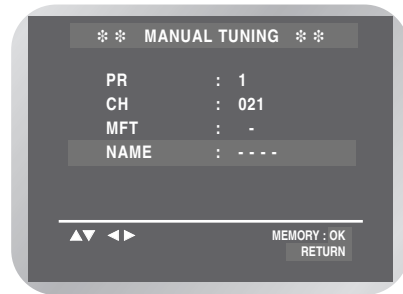 ❇ ❇ MANUAL TUNING ❇ ❇
PR : 1
CH : 021
MFT : -
NAME : - - - -
▲▼ ◄► MEMORY : OK
RETURN